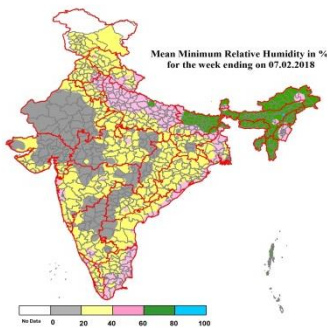 Mean Minimum Relative Humidity in %
for the week ending on 07.02.2018
No Data 0 20 40 60 80 100